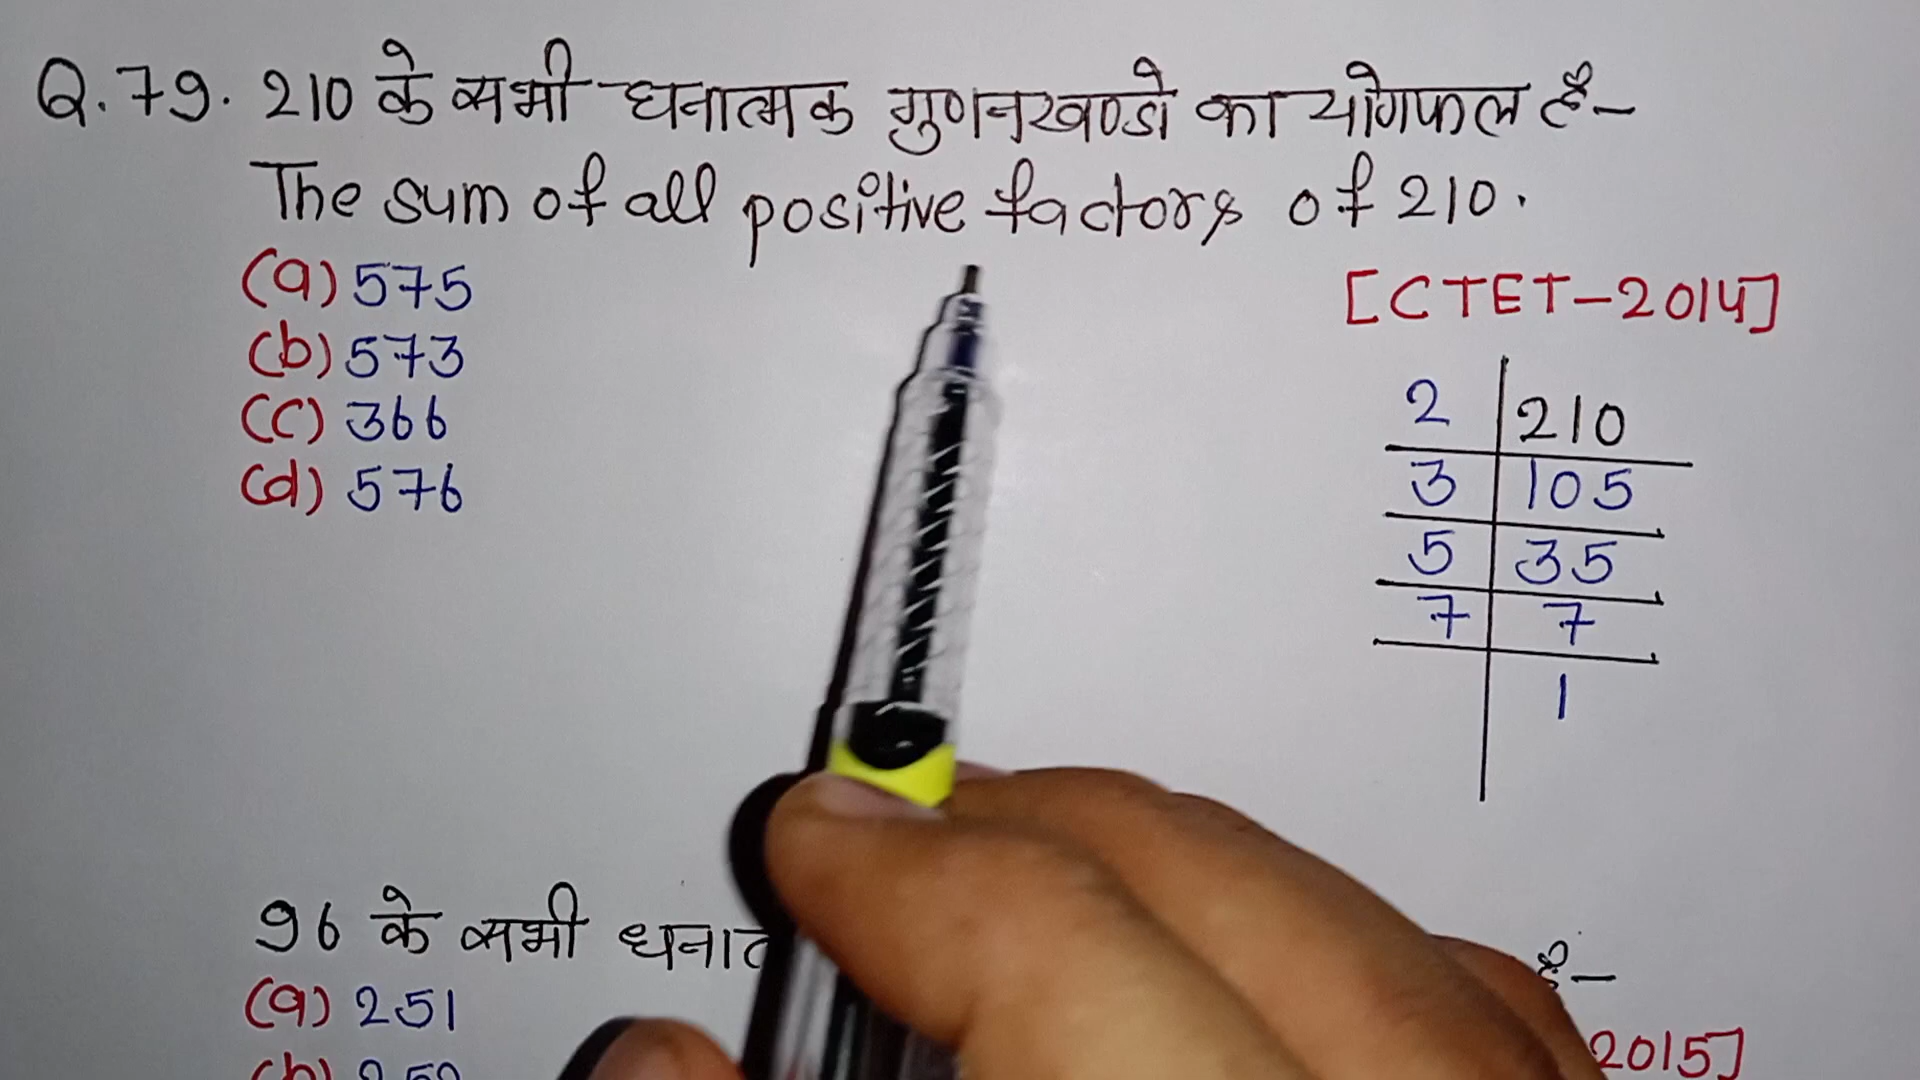 Q.79. 210 के सभी धनात्मक गुणनखण्डो का योगफल है-
The sum of all positive factors of 210.
(a) 575
(b) 573
(c) 366
(d) 576
[CTET-2014]
2 210
3 105
5 35
7 7
1
96 के सभी है-
(a) 251
2015]
(b)